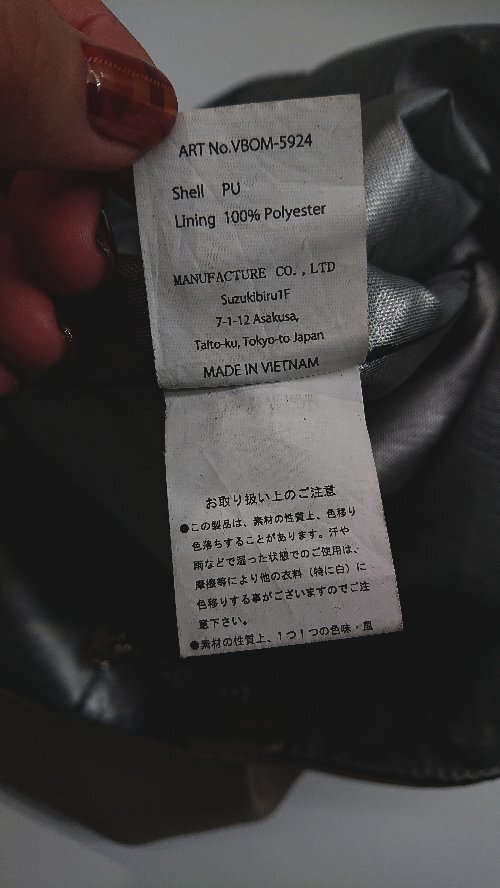 ART No.VBOM-5924
Shell PU
Lining 100% Polyester
MANUFACTURE CO.,LTD
Suzukibiru1F
7-1-12 Asakusa,
Taito-ku, Tokyo-to Japan
MADE IN VIETNAM
お取り扱い上のご注意
●この製品は、素材の性質上、色移り
色落ちすることがあります。汗や
雨などで湿った状態でのご使用は、
摩擦等により他の衣料（特に白）に
色移りする事がございますのでご注
意下さい。
●素材の性質上、1つ1つの色味・風